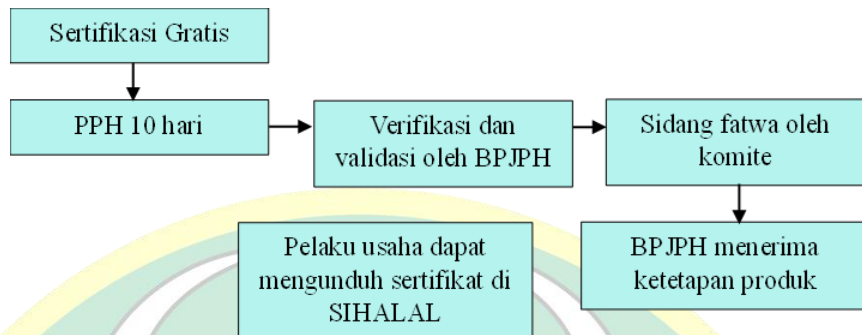 Sertifikasi Gratis
PPH 10 hari
Verifikasi dan
validasi oleh BPJPH
Sidang fatwa oleh
komite
BPJPH menerima
ketetapan produk
Pelaku usaha dapat
mengunduh sertifikat di
SIHALAL